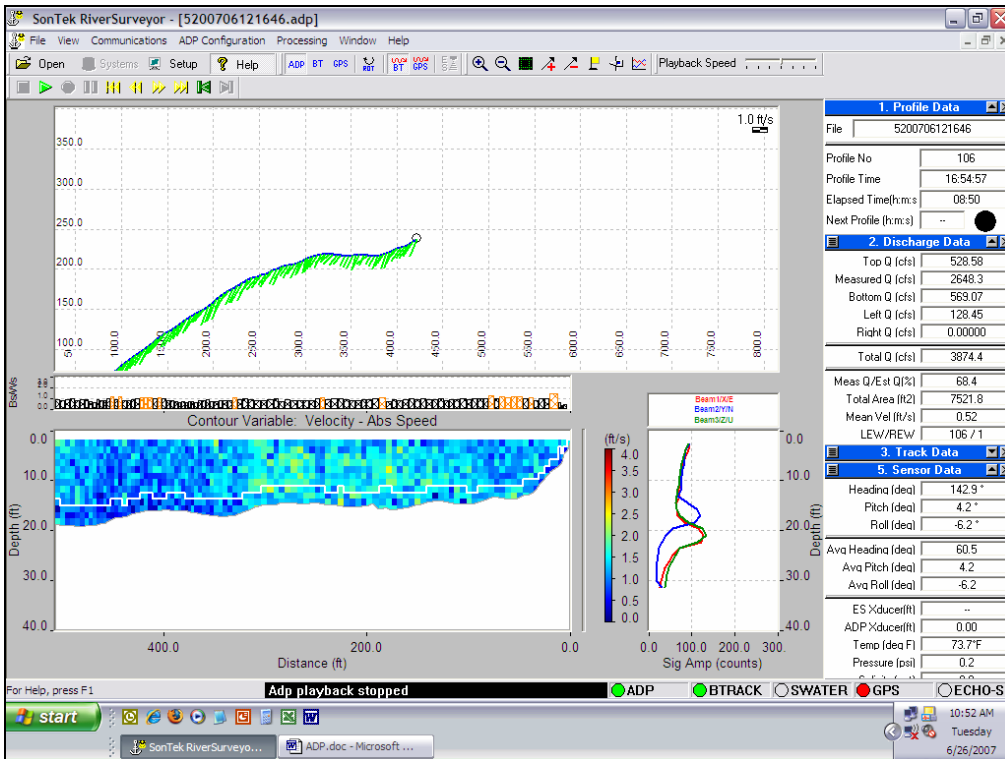 SonTek RiverSurveyor - [5200706121646.adp]
File View Communications ADP Configuration Processing Window Help
Open Systems Setup Help ADP BT GPS BT GPS Playback Speed
1.0 ft/s
350.0
300.0
250.0
200.0
150.0
100.0
100.0 150.0 200.0 250.0 300.0 350.0 400.0 450.0 500.0 550.0 600.0 650.0 700.0 750.0 800.0
Contour Variable: Velocity - Abs Speed
0.0
10.0
20.0
30.0
40.0
Depth (ft)
400.0 200.0 0.0
Distance (ft)
(ft/s)
4.0
3.5
3.0
2.5
2.0
1.5
1.0
0.5
0.0
Beam1/X/E
Beam2/Y/N
Beam3/Z/U
0.0
10.0
20.0
30.0
40.0
Depth (ft)
0.0 100.0 200.0 300.
Sig Amp (counts)
1. Profile Data
File 5200706121646
Profile No 106
Profile Time 16:54:57
Elapsed Time(h:m:s 08:50
Next Profile (h:m:s) --
2. Discharge Data
Top Q (cfs) 528.58
Measured Q (cfs) 2648.3
Bottom Q (cfs) 569.07
Left Q (cfs) 128.45
Right Q (cfs) 0.00000
Total Q (cfs) 3874.4
Meas Q/Est Q(%) 68.4
Total Area (ft2) 7521.8
Mean Vel (ft/s) 0.52
LEW/REW 106 / 1
3. Track Data
5. Sensor Data
Heading (deg) 142.9 °
Pitch (deg) 4.2 °
Roll (deg) -6.2 °
Avg Heading (deg) 60.5
Avg Pitch (deg) 4.2
Avg Roll (deg) -6.2
ES Xducer(ft) --
ADP Xducer(ft) 0.00
Temp (deg F) 73.7°F
Pressure (psi) 0.2
For Help, press F1
Adp playback stopped
ADP BTRACK SWATER GPS ECHO-S
start
SonTek RiverSurveyo...
ADP.doc - Microsoft ...
10:52 AM
Tuesday
6/26/2007